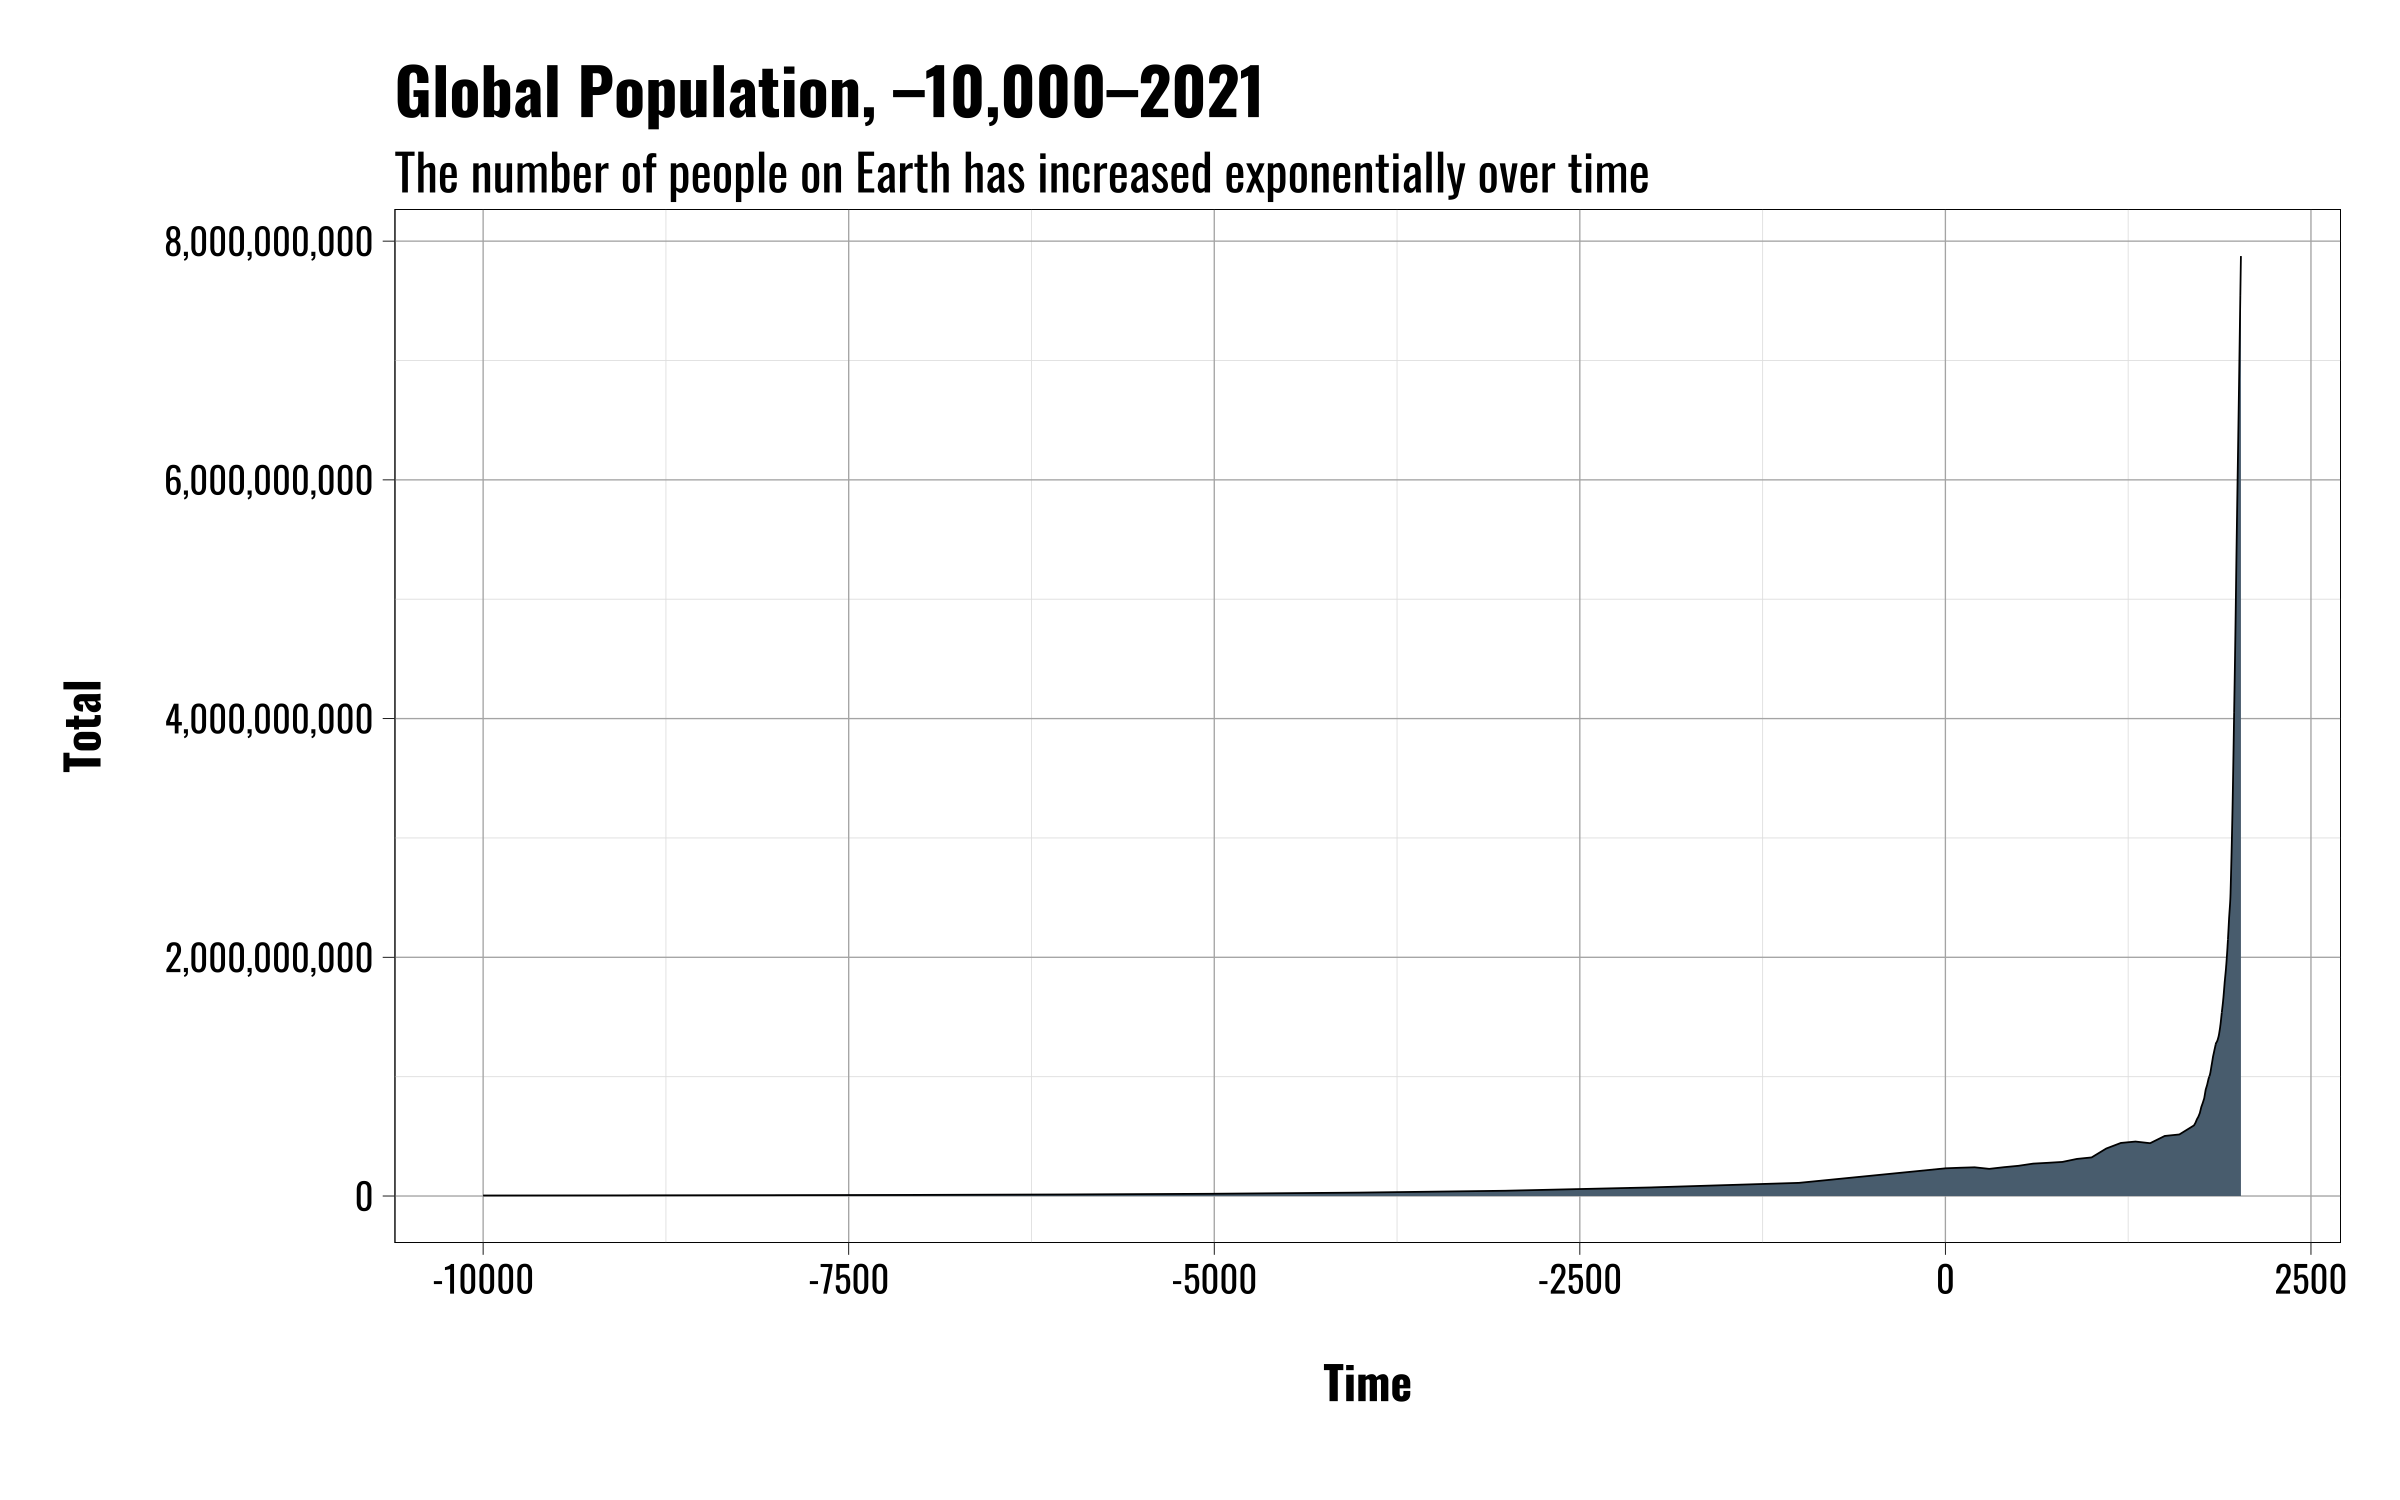 Global Population, –10,000–2021
The number of people on Earth has increased exponentially over time
8,000,000,000
6,000,000,000
4,000,000,000
2,000,000,000
0
Total
-10000
-7500
-5000
-2500
0
2500
Time